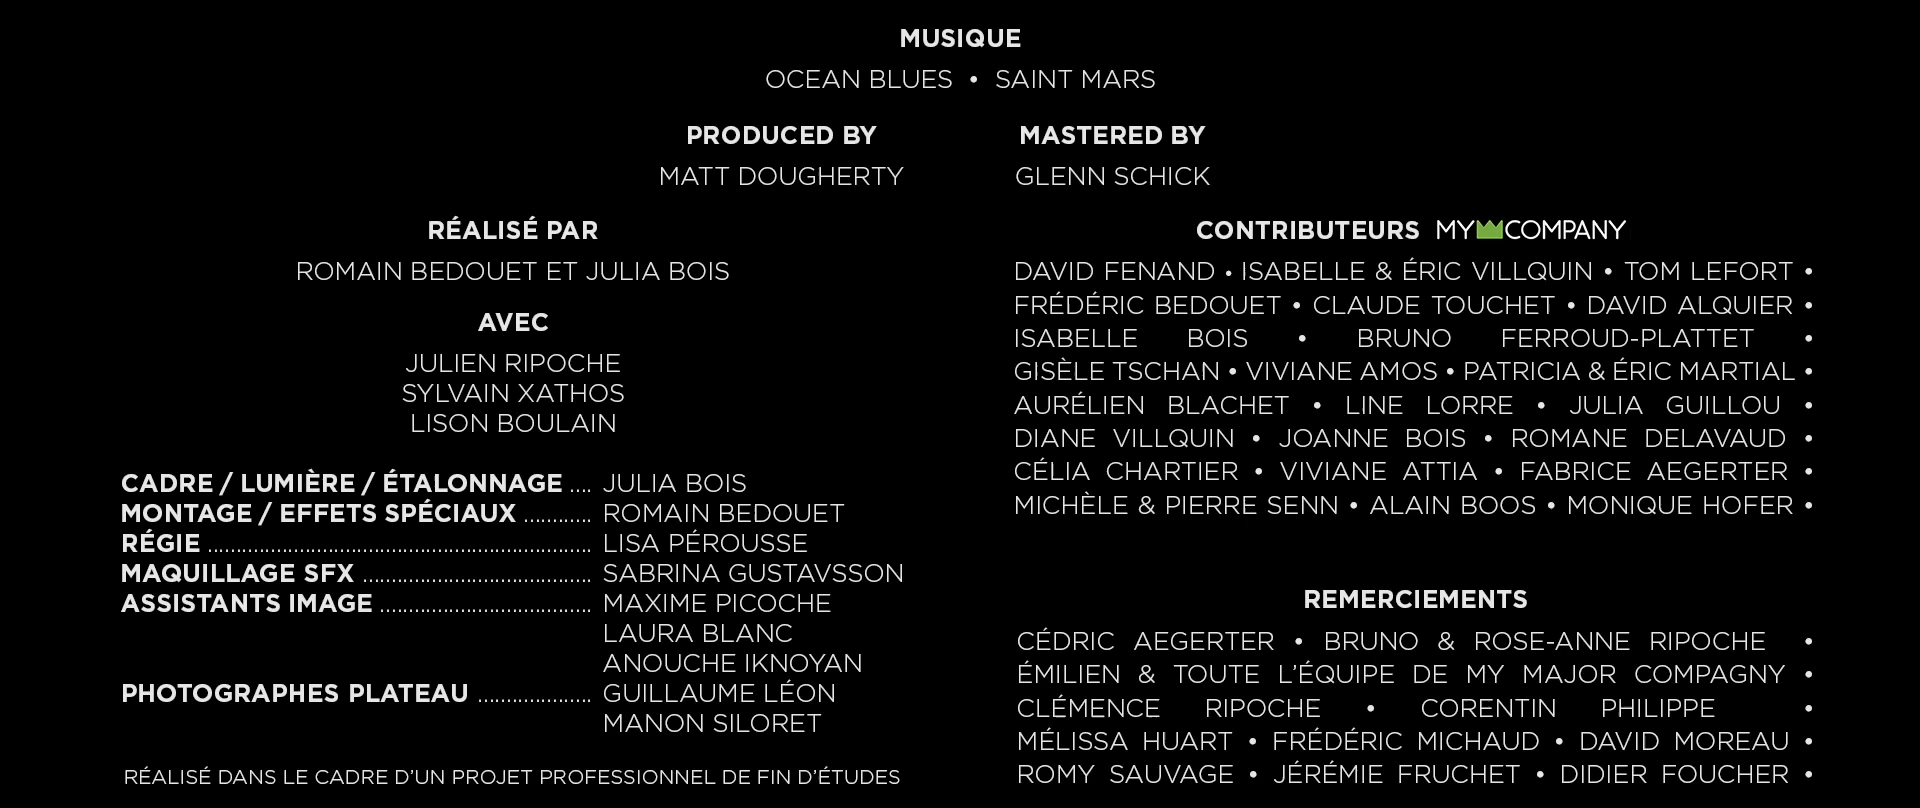 MUSIQUE
OCEAN BLUES • SAINT MARS
PRODUCED BY
MATT DOUGHERTY
MASTERED BY
GLENN SCHICK
RÉALISÉ PAR
ROMAIN BEDOUET ET JULIA BOIS
AVEC
JULIEN RIPOCHE
SYLVAIN XATHOS
LISON BOULAIN
CADRE / LUMIÈRE / ÉTALONNAGE .... JULIA BOIS
MONTAGE / EFFETS SPÉCIAUX ............ ROMAIN BEDOUET
RÉGIE ................................................................... LISA PÉROUSSE
MAQUILLAGE SFX ........................................ SABRINA GUSTAVSSON
ASSISTANTS IMAGE ..................................... MAXIME PICOCHE
LAURA BLANC
ANOUCHE IKNOYAN
PHOTOGRAPHES PLATEAU .................... GUILLAUME LÉON
MANON SILORET
RÉALISÉ DANS LE CADRE D’UN PROJET PROFESSIONNEL DE FIN D’ÉTUDES
CONTRIBUTEURS MY COMPANY
DAVID FENAND • ISABELLE & ÉRIC VILLQUIN • TOM LEFORT •
FRÉDÉRIC BEDOUET • CLAUDE TOUCHET • DAVID ALQUIER •
ISABELLE BOIS • BRUNO FERROUD-PLATTET •
GISÈLE TSCHAN • VIVIANE AMOS • PATRICIA & ÉRIC MARTIAL •
AURÉLIEN BLACHET • LINE LORRE • JULIA GUILLOU •
DIANE VILLQUIN • JOANNE BOIS • ROMANE DELAVAUD •
CÉLIA CHARTIER • VIVIANE ATTIA • FABRICE AEGERTER •
MICHÈLE & PIERRE SENN • ALAIN BOOS • MONIQUE HOFER •
REMERCIEMENTS
CÉDRIC AEGERTER • BRUNO & ROSE-ANNE RIPOCHE •
ÉMILIEN & TOUTE L’ÉQUIPE DE MY MAJOR COMPAGNY •
CLÉMENCE RIPOCHE • CORENTIN PHILIPPE •
MÉLISSA HUART • FRÉDÉRIC MICHAUD • DAVID MOREAU •
ROMY SAUVAGE • JÉRÉMIE FRUCHET • DIDIER FOUCHER •